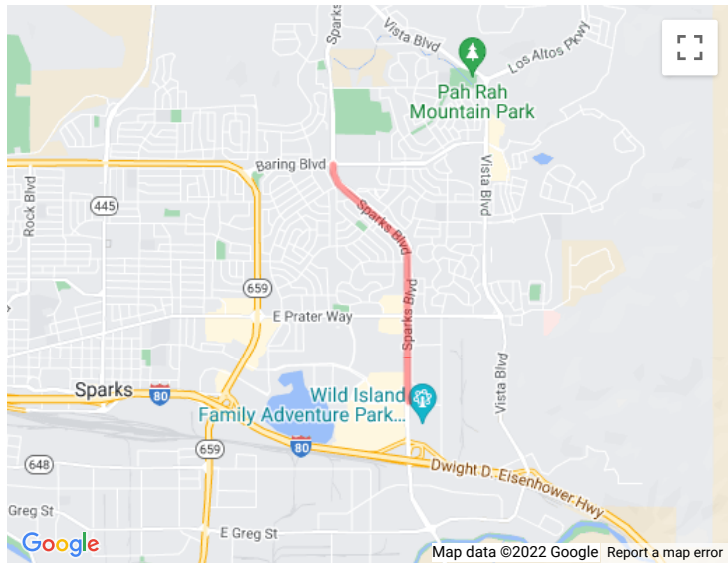 Sparks
Vista Blvd
Los Altos Pkwy
Pah Rah
Mountain Park
Baring Blvd
Rock Blvd
445
Sparks Blvd
Vista Blvd
659
E Prater Way
Sparks Blvd
Vista Blvd
Sparks
80
Wild Island
Family Adventure Park...
80
659
648
Dwight D. Eisenhower Hwy
Greg St
E Greg St
Google
Map data ©2022 Google
Report a map error